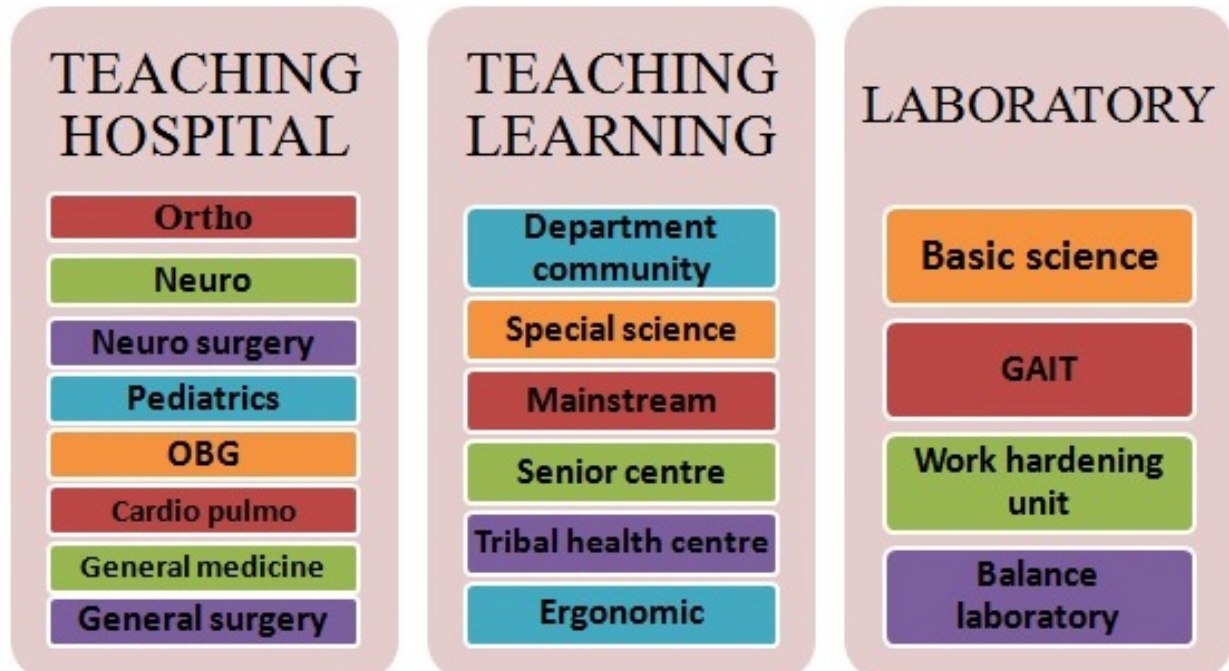 TEACHING
HOSPITAL
Ortho
Neuro
Neuro surgery
Pediatrics
OBG
Cardio pulmo
General medicine
General surgery
TEACHING
LEARNING
Department
community
Special science
Mainstream
Senior centre
Tribal health centre
Ergonomic
LABORATORY
Basic science
GAIT
Work hardening
unit
Balance
laboratory